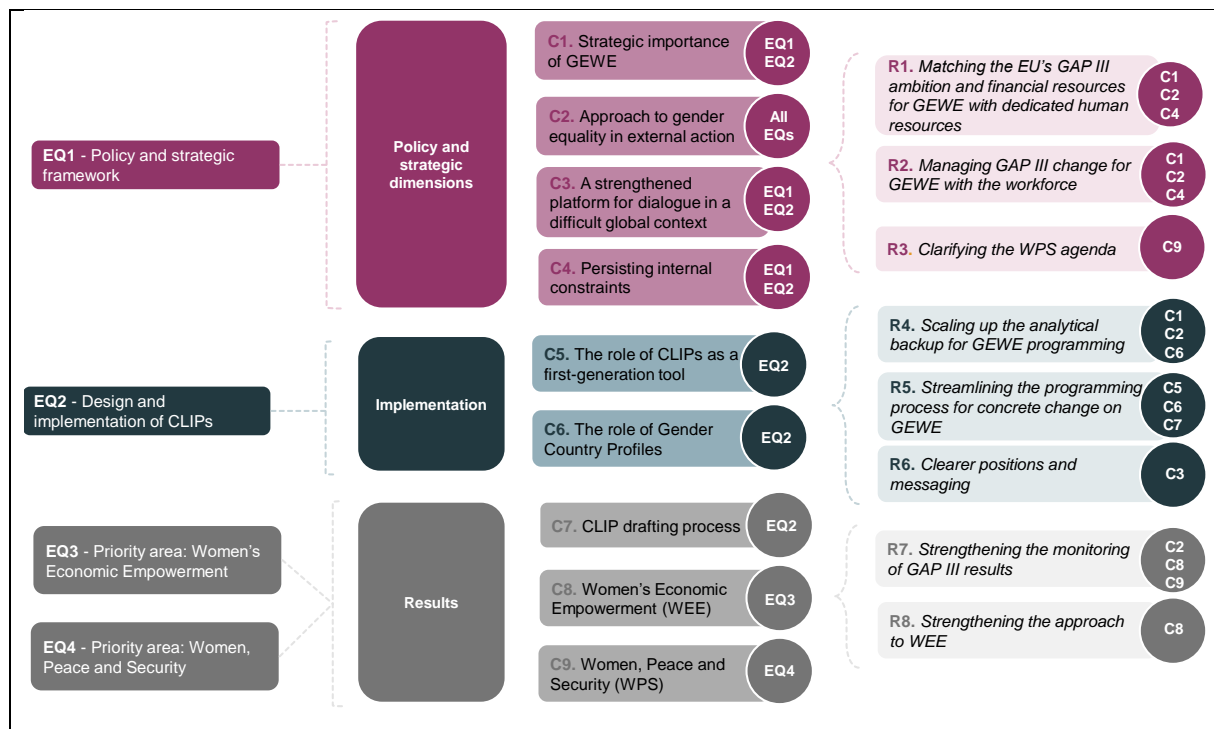 EQ1 - Policy and strategic
framework
EQ2 - Design and
implementation of CLIPs
EQ3 - Priority area: Women's
Economic Empowerment
EQ4 - Priority area: Women,
Peace and Security
Policy and
strategic
dimensions
Implementation
Results
C1. Strategic importance
of GEWE
EQ1
EQ2
C2. Approach to gender
equality in external action
All
EQs
C3. A strengthened
platform for dialogue in a
difficult global context
EQ1
EQ2
C4. Persisting internal
constraints
EQ1
EQ2
C5. The role of CLIPs as a
first-generation tool
EQ2
C6. The role of Gender
Country Profiles
EQ2
C7. CLIP drafting process
EQ2
C8. Women's Economic
Empowerment (WEE)
EQ3
C9. Women, Peace and
Security (WPS)
EQ4
R1. Matching the EU's GAP III
ambition and financial resources
for GEWE with dedicated human
resources
C1
C2
C4
R2. Managing GAP III change for
GEWE with the workforce
C1
C2
C4
R3. Clarifying the WPS agenda
C9
R4. Scaling up the analytical
backup for GEWE programming
C1
C2
C6
R5. Streamlining the programming
process for concrete change on
GEWE
C5
C6
C7
R6. Clearer positions and
messaging
C3
R7. Strengthening the monitoring
of GAP III results
C2
C8
C9
R8. Strengthening the approach
to WEE
C8